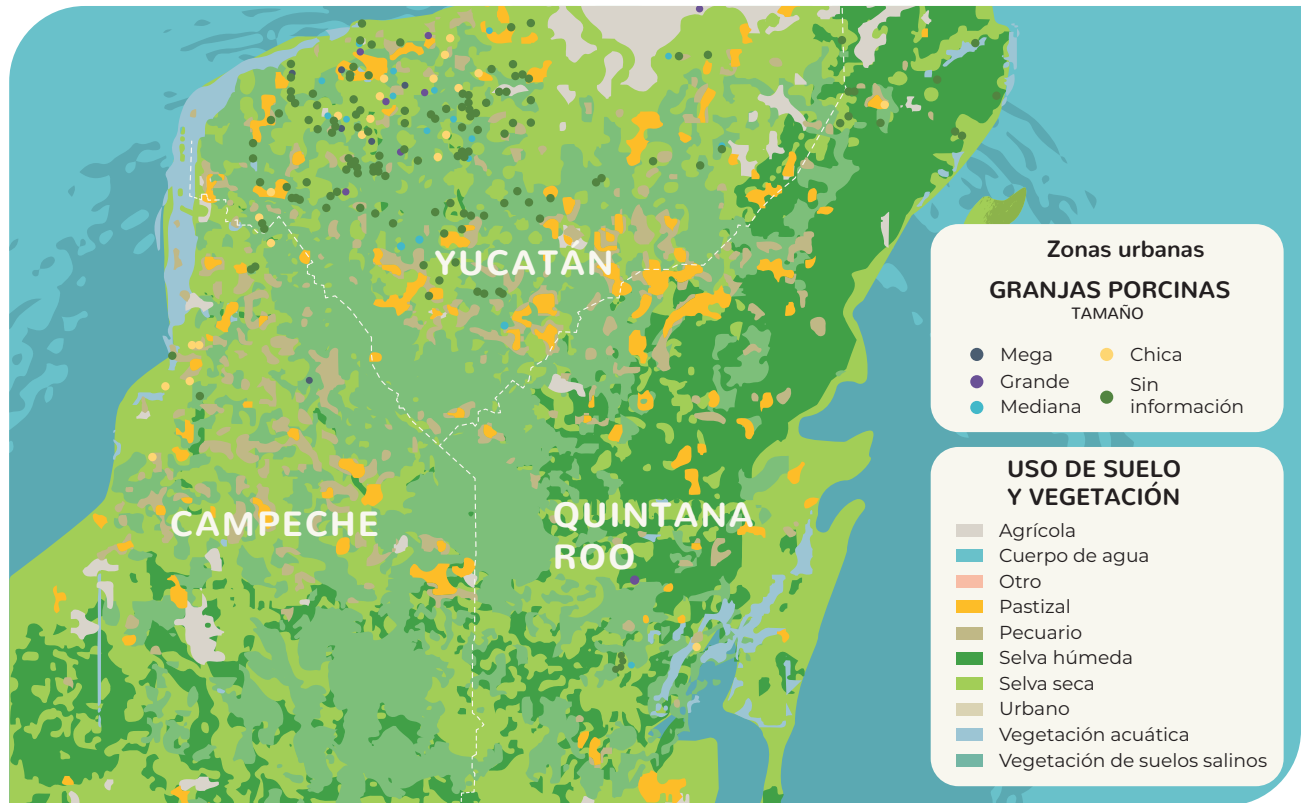 YUCATÁN
CAMPECHE
QUINTANA
ROO
Zonas urbanas
GRANJAS PORCINAS
TAMAÑO
Mega
Grande
Mediana
Chica
Sin
información
USO DE SUELO
Y VEGETACIÓN
Agrícola
Cuerpo de agua
Otro
Pastizal
Pecuario
Selva húmeda
Selva seca
Urbano
Vegetación acuática
Vegetación de suelos salinos